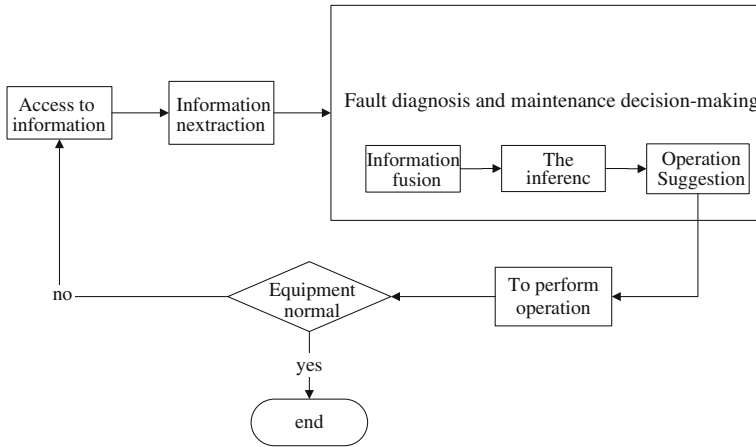 Access to
information
Information
nextraction
Fault diagnosis and maintenance decision-making
Information
fusion
The
inferenc
Operation
Suggestion
To perform
operation
Equipment
normal
no
yes
end